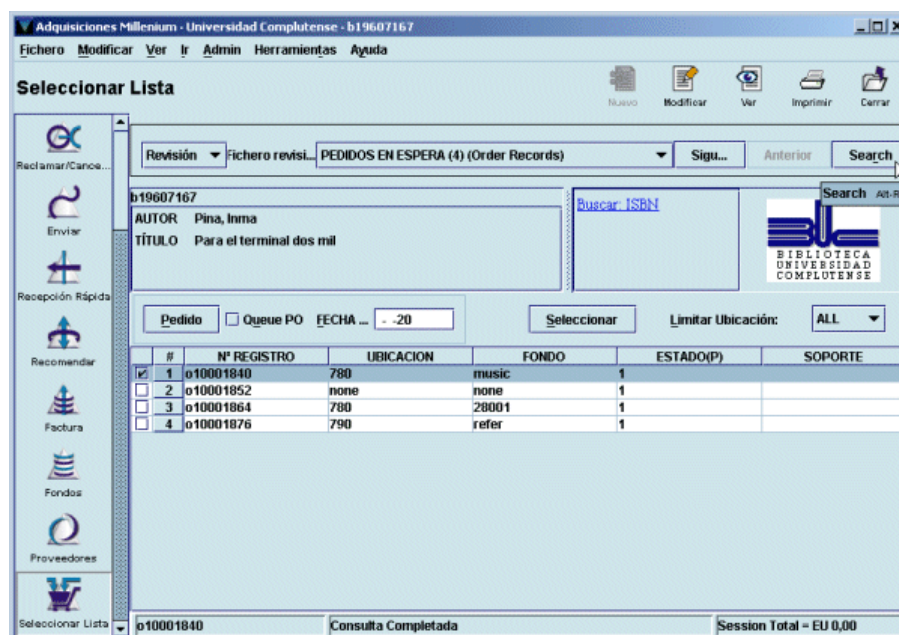 Adquisiciones Millenium - Universidad Complutense - b19607167
Fichero Modificar Ver Ir Admin Herramientas Ayuda
Seleccionar Lista
Nuevo Modificar Ver Imprimir Cerrar
Reclamar/Cance...
Enviar
Recepción Rápida
Recomendar
Factura
Fondos
Proveedores
Seleccionar Lista
Revisión Fichero revisi... PEDIDOS EN ESPERA (4) (Order Records) Sigu... Anterior Search
Search Alt-R
b19607167
AUTOR Pina, Inma
TÍTULO Para el terminal dos mil
Buscar: ISBN
BIBLIOTECA
UNIVERSIDAD
COMPLUTENSE
Pedido Queue PO FECHA ... - -20 Seleccionar Limitar Ubicación: ALL
# Nº REGISTRO UBICACION FONDO ESTADO(P) SOPORTE
1 o10001840 780 music 1
2 o10001852 none none 1
3 o10001864 780 28001 1
4 o10001876 790 refer 1
o10001840 Consulta Completada Session Total = EU 0,00